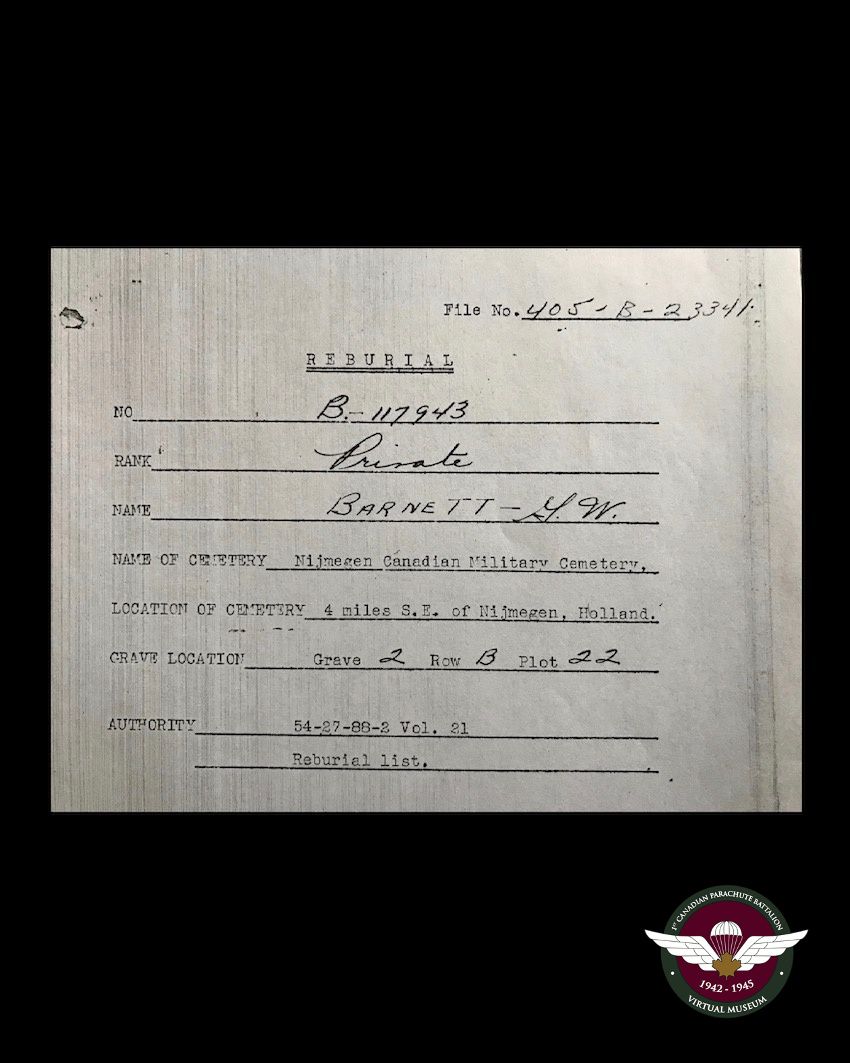 File No. 405-B-23341.
REBURIAL
NO B.-117943
RANK Private
NAME BARNETT - G. W.
NAME OF CEMETERY Nijmegen Canadian Military Cemetery,
LOCATION OF CEMETERY 4 miles S.E. of Nijmegen, Holland.
GRAVE LOCATION Grave 2 Row B Plot 22
AUTHORITY 54-27-88-2 Vol. 21
Reburial list.
1ST CANADIAN PARACHUTE BATTALION
1942 - 1945
VIRTUAL MUSEUM